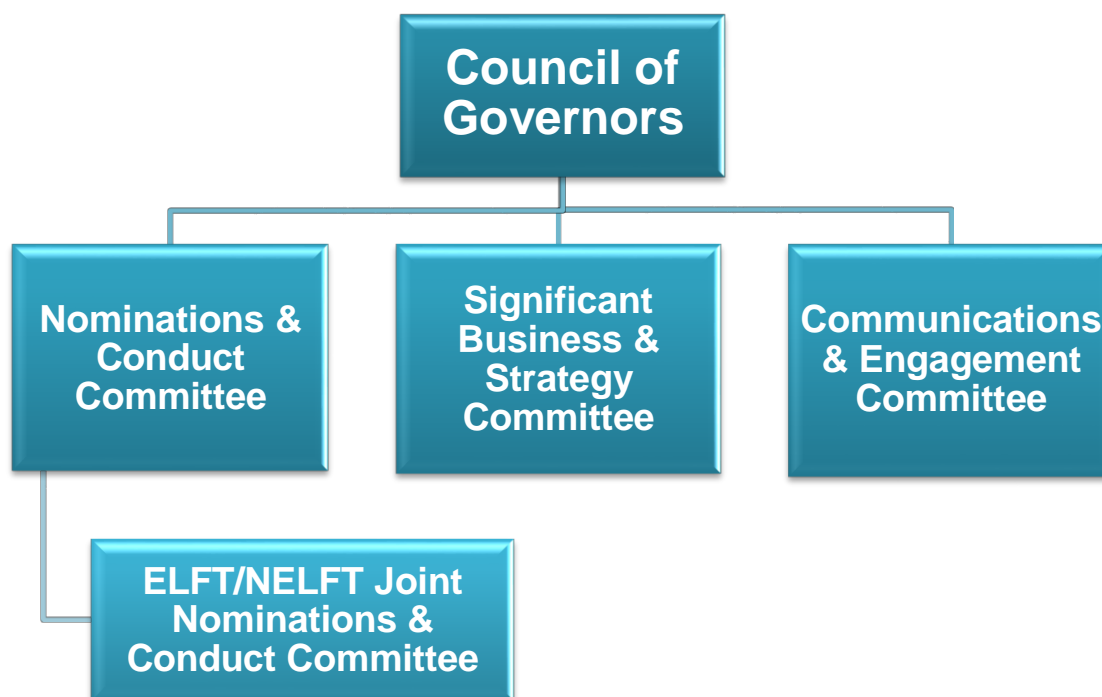 Council of
Governors
Nominations &
Conduct
Committee
Significant
Business &
Strategy
Committee
Communications
& Engagement
Committee
ELFT/NELFT Joint
Nominations &
Conduct Committee